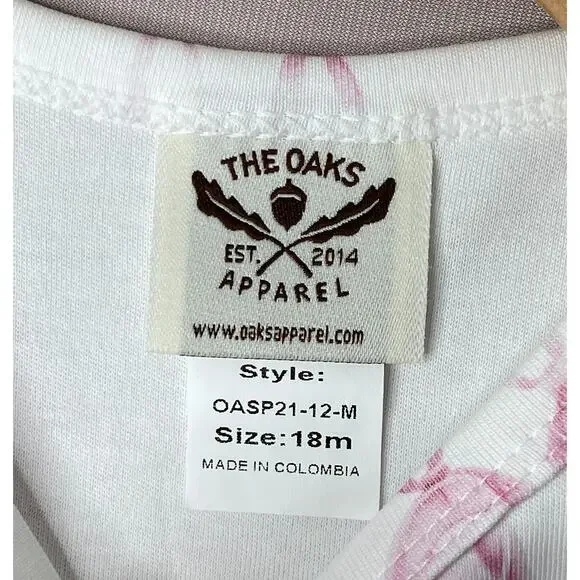 THE OAKS
EST. 2014
APPAREL
www.oaksapparel.com
Style:
OASP21-12-M
Size:18m
MADE IN COLOMBIA